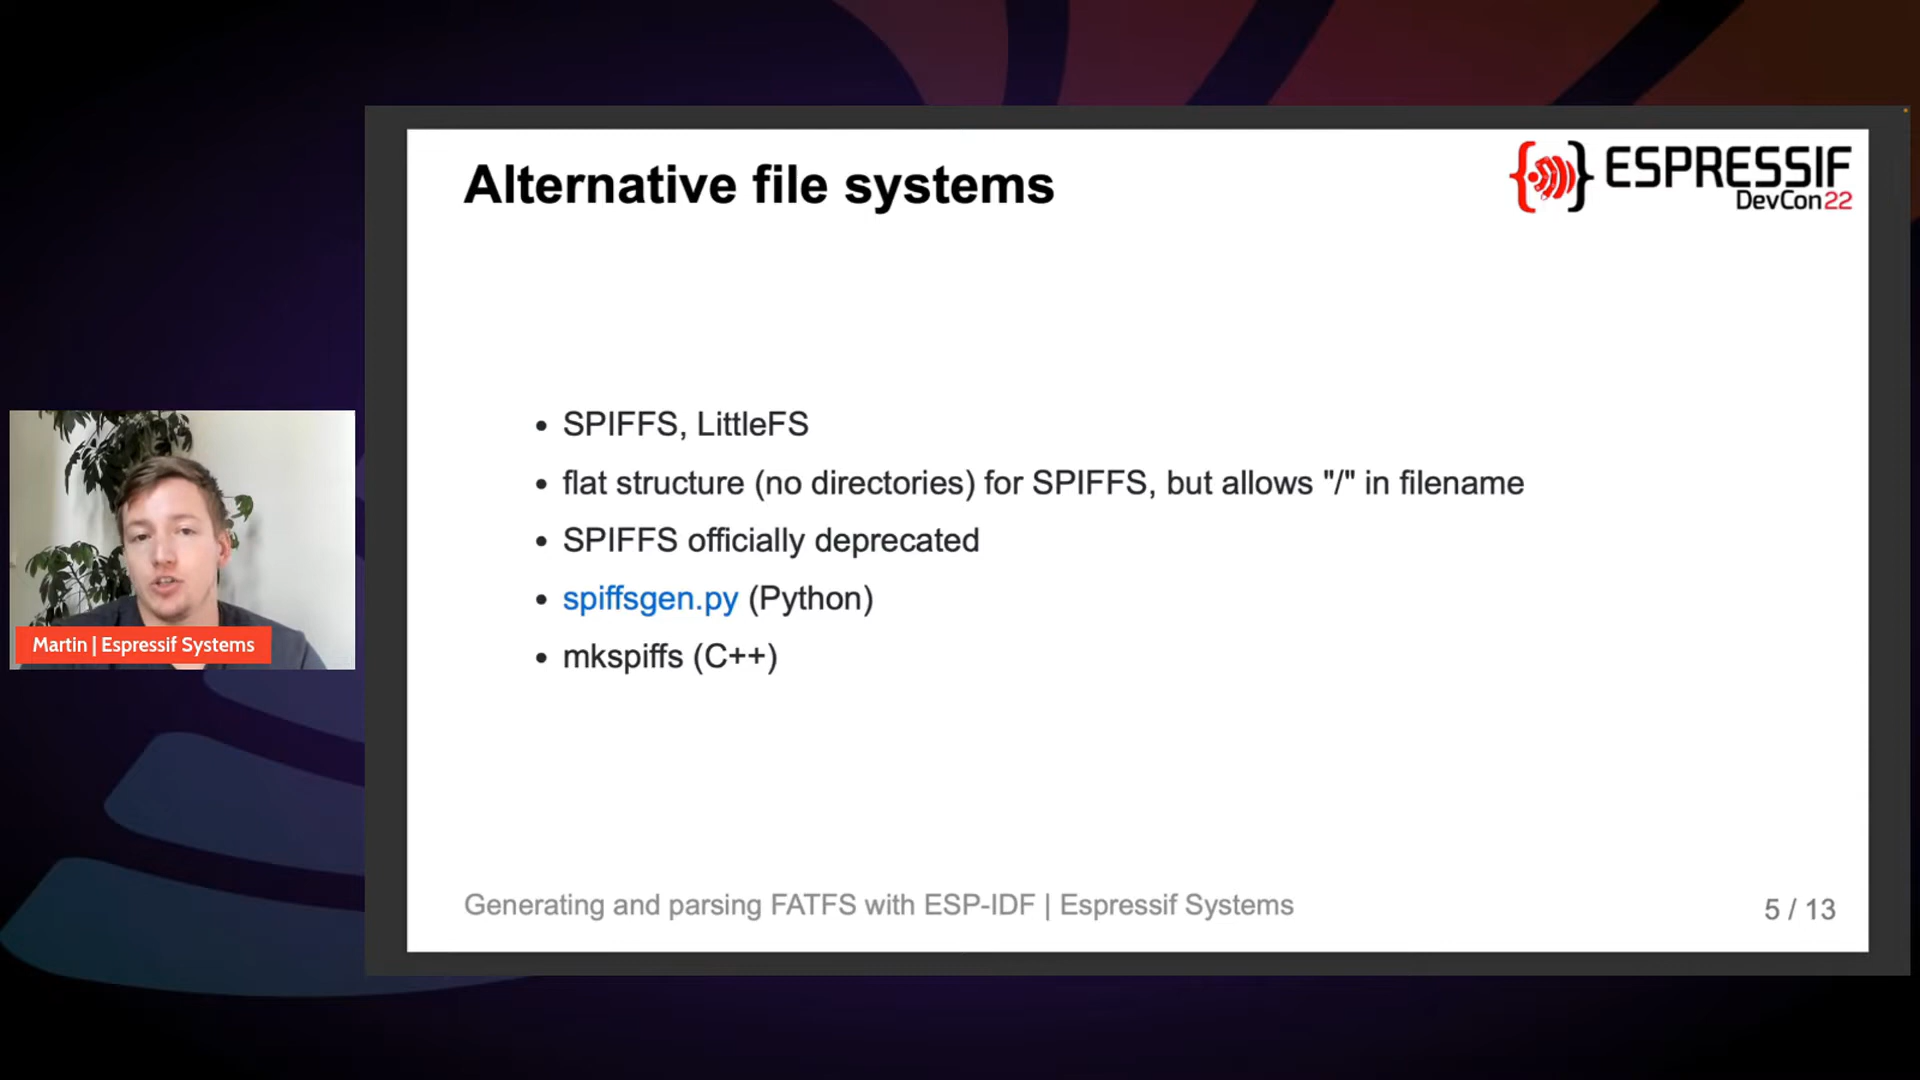 Alternative file systems
ESPRESSIF
DevCon22
• SPIFFS, LittleFS
• flat structure (no directories) for SPIFFS, but allows "/" in filename
• SPIFFS officially deprecated
• spiffsgen.py (Python)
• mkspiffs (C++)
Martin | Espressif Systems
Generating and parsing FATFS with ESP-IDF | Espressif Systems
5 / 13